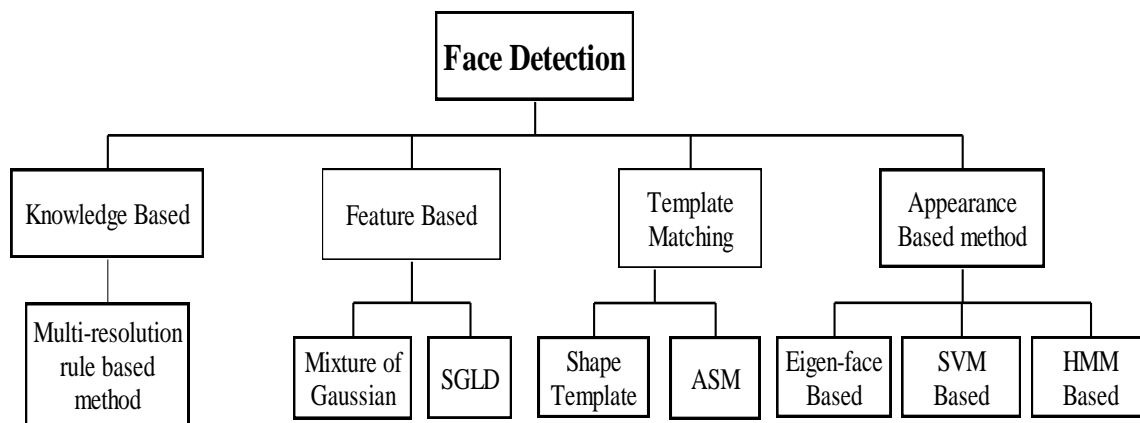 Face Detection
Knowledge Based
Feature Based
Template
Matching
Appearance
Based method
Multi-resolution
rule based
method
Mixture of
Gaussian
SGLD
Shape
Template
ASM
Eigen-face
Based
SVM
Based
HMM
Based